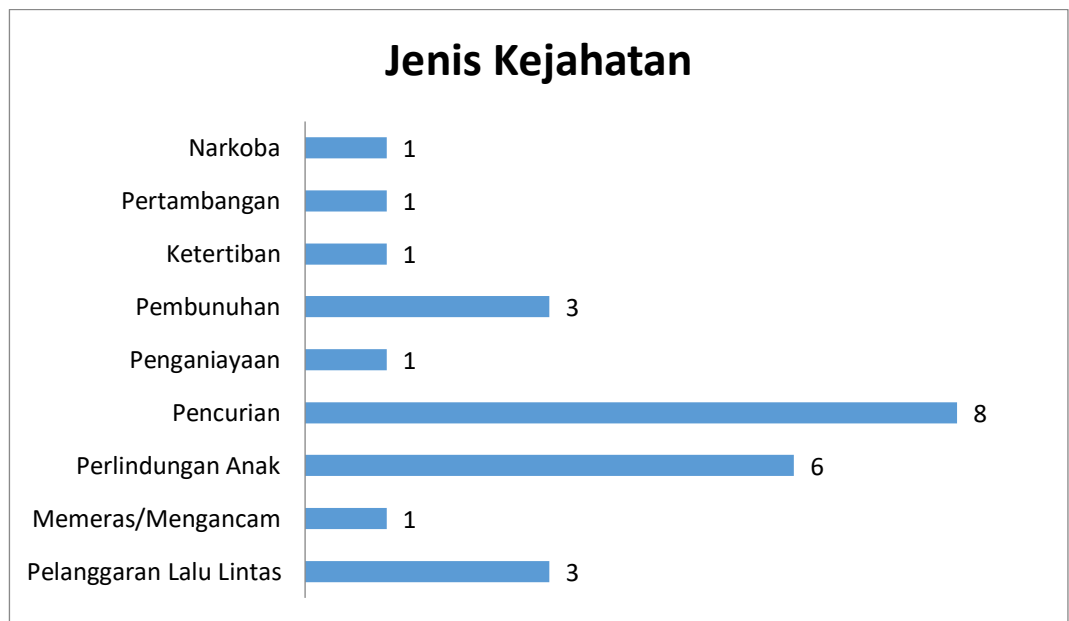 Jenis Kejahatan
Narkoba 1
Pertambangan 1
Ketertiban 1
Pembunuhan 3
Penganiayaan 1
Pencurian 8
Perlindungan Anak 6
Memeras/Mengancam 1
Pelanggaran Lalu Lintas 3